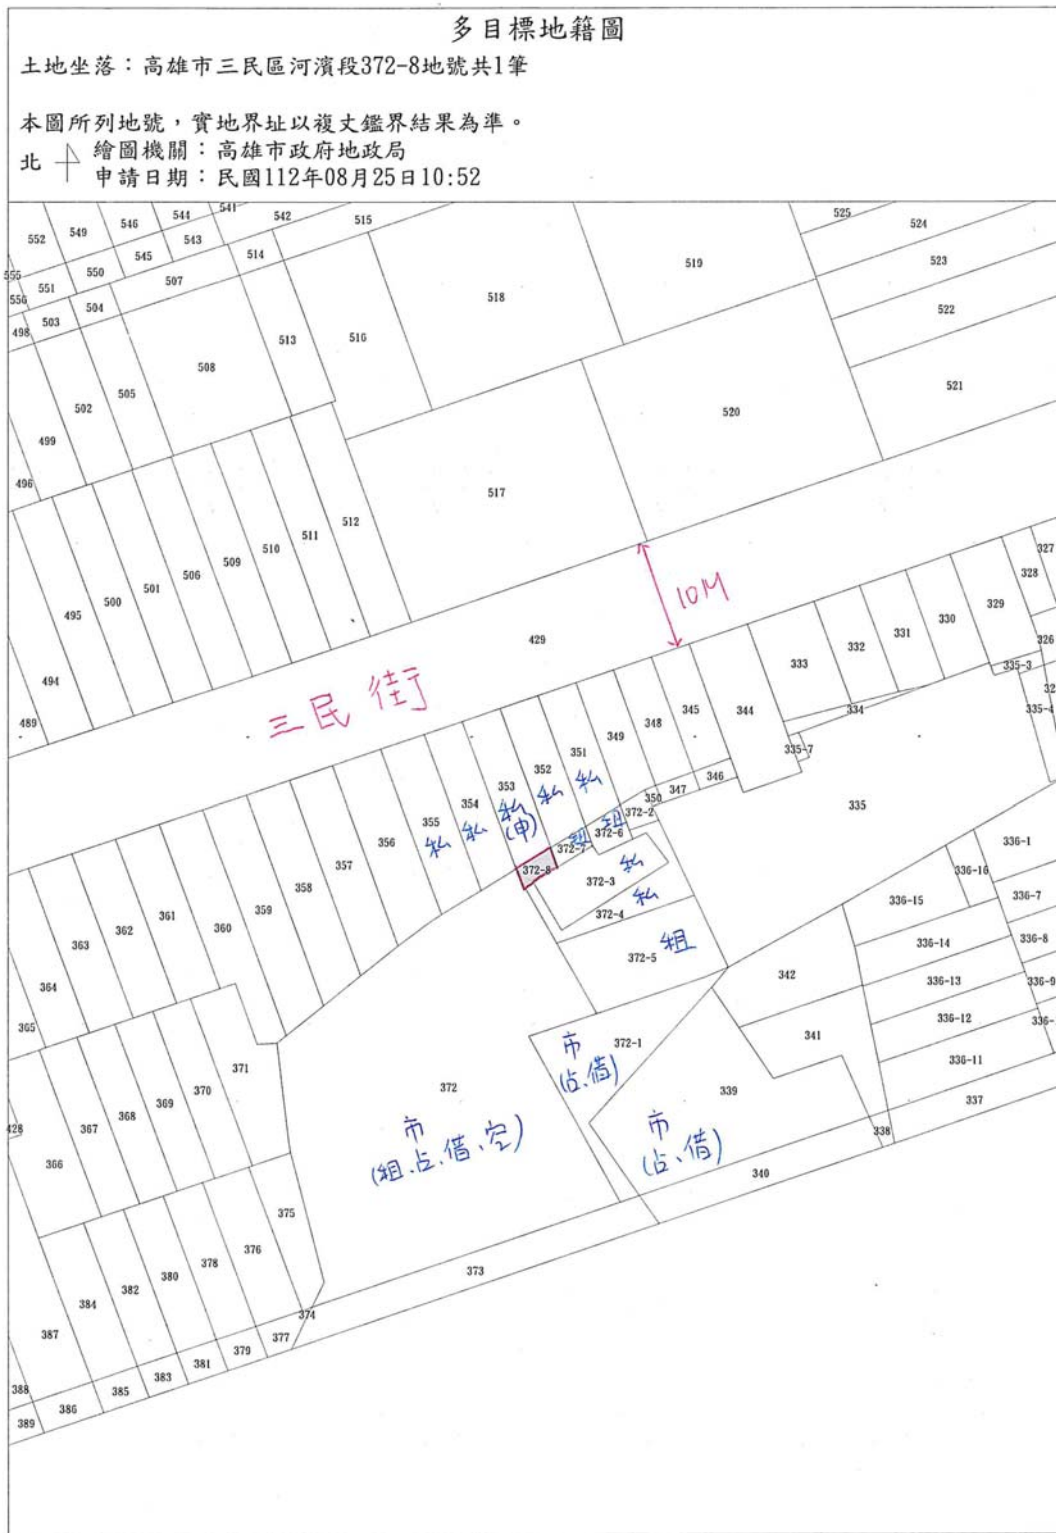 多目標地籍圖
土地坐落：高雄市三民區河濱段372-8地號共1筆
本圖所列地號，實地界址以複丈鑑界結果為準。
北
繪圖機關：高雄市政府地政局
申請日期：民國112年08月25日10:52
552 549 546 544 541 542 515 525 524
555 551 550 545 543 514 507 518 519 523
556 503 504 498 522
502 505 508 513 516 520 521
499 496 517
495 500 501 506 509 510 511 512
10M
327 328 329 330 331 332 333 326
494 489 429 335-3 335-4
三民街
344 345 348 349 334 335-7
351 352 353 354 355 356 346 347 350 335
私 私 私(申) 私 私
租 租
372-2 372-6 372-7 372-8
357 358 359 360 361 362 363 364 365
372-3 私
372-4 私
372-5 租
336-1 336-16 336-15 336-7 336-14 336-8 336-13 336-9 336-12 336-11
342 341
372-1
市
(占、借)
339
市
(占、借)
372
市
(租、占、借、空)
371 370 369 368 367 366 428
337 338 340
375 376 378 380 382 384 387
373 374 377 379 381 383 385 386 388 389